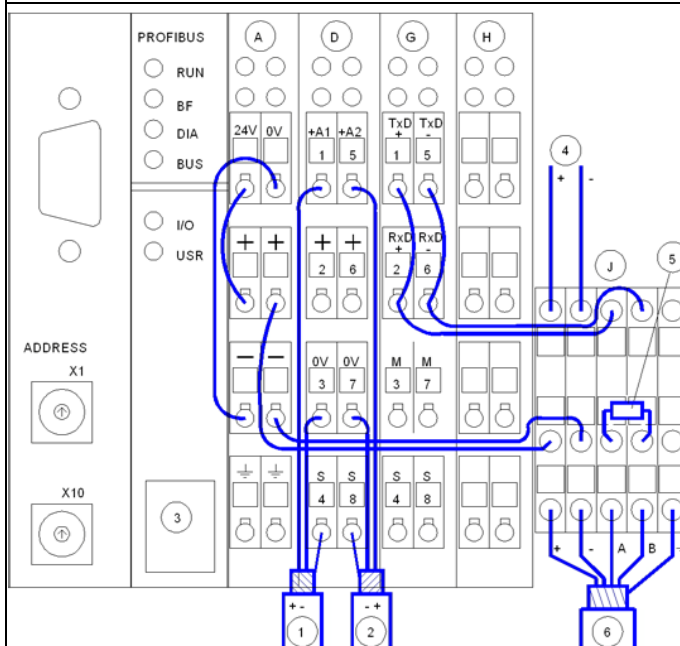 PROFIBUS A D G H
RUN
BF
DIA
BUS
I/O
USR
24V 0V +A1 +A2 TxD TxD
+ -
1 5 1 5
4
+ -
+ + + + RxD RxD
+ -
2 6 2 6
J 5
ADDRESS
X1
− − 0V 0V M M
3 7 3 7
X10
S S S S
4 8 4 8
3
+ - A B
+ - - +
1 2 6